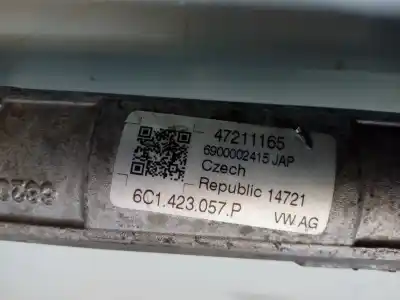 47211165
6900002415 JAP
Czech
Republic 14721
6C1.423.057.P VW AG